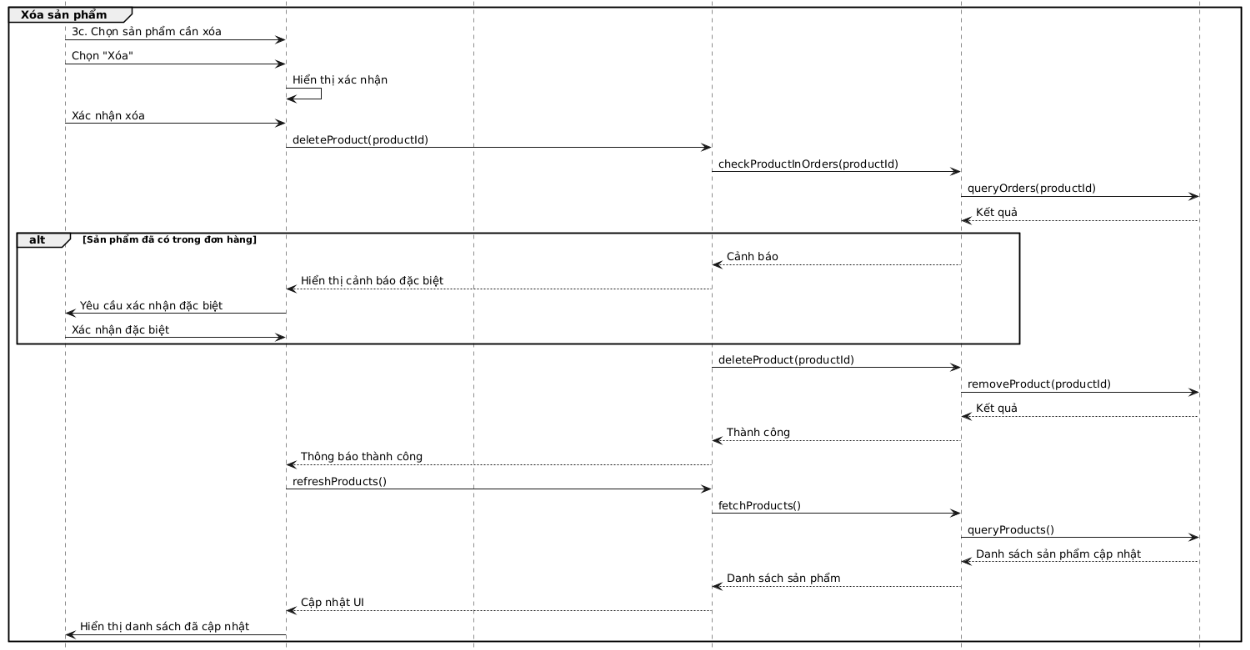 Xóa sản phẩm
3c. Chọn sản phẩm cần xóa
Chọn "Xóa"
Hiển thị xác nhận
Xác nhận xóa
deleteProduct(productId)
checkProductInOrders(productId)
queryOrders(productId)
Kết quả
alt [Sản phẩm đã có trong đơn hàng]
Cảnh báo
Hiển thị cảnh báo đặc biệt
Yêu cầu xác nhận đặc biệt
Xác nhận đặc biệt
deleteProduct(productId)
removeProduct(productId)
Kết quả
Thành công
Thông báo thành công
refreshProducts()
fetchProducts()
queryProducts()
Danh sách sản phẩm cập nhật
Danh sách sản phẩm
Cập nhật UI
Hiển thị danh sách đã cập nhật